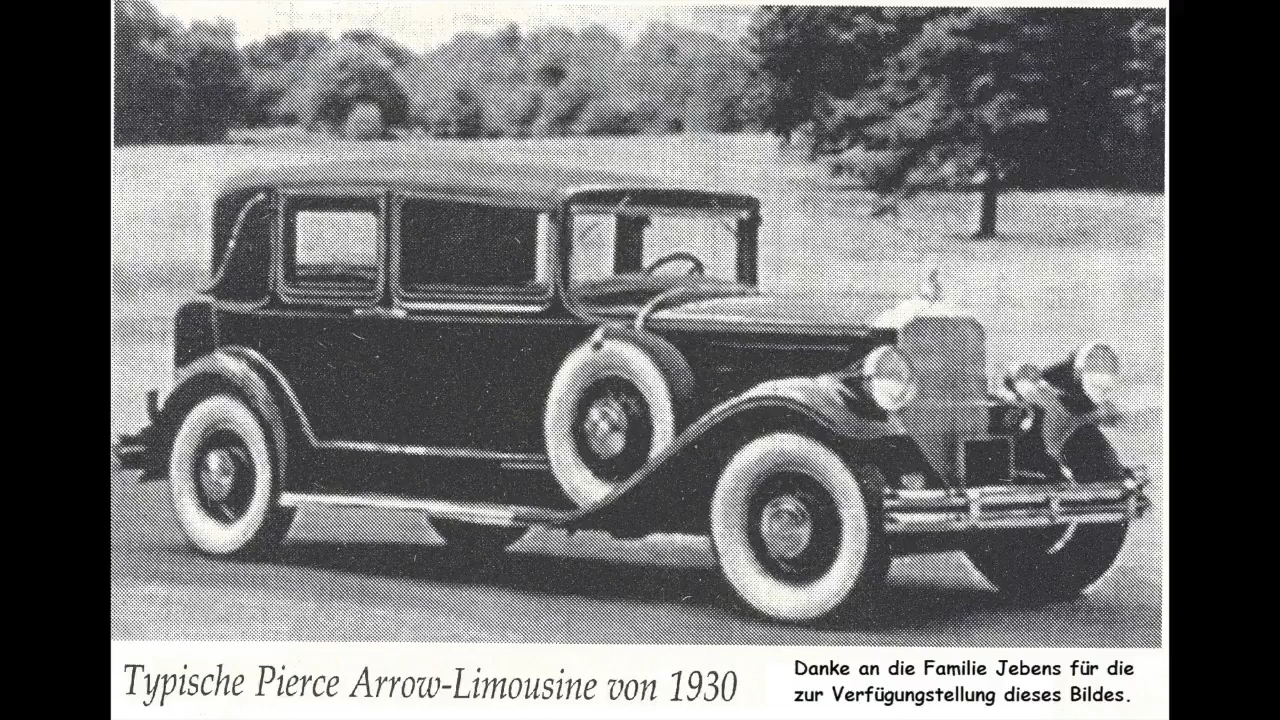 Typische Pierce Arrow-Limousine von 1930
Danke an die Familie Jebens für die
zur Verfügungstellung dieses Bildes.